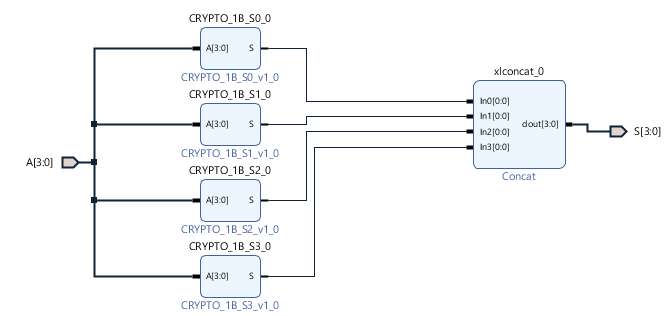 CRYPTO_1B_S0_0
A[3:0] S
CRYPTO_1B_S0_v1_0
CRYPTO_1B_S1_0
A[3:0] S
CRYPTO_1B_S1_v1_0
CRYPTO_1B_S2_0
A[3:0] S
CRYPTO_1B_S2_v1_0
CRYPTO_1B_S3_0
A[3:0] S
CRYPTO_1B_S3_v1_0
A[3:0]
xlconcat_0
In0[0:0]
In1[0:0]
dout[3:0]
In2[0:0]
In3[0:0]
Concat
S[3:0]